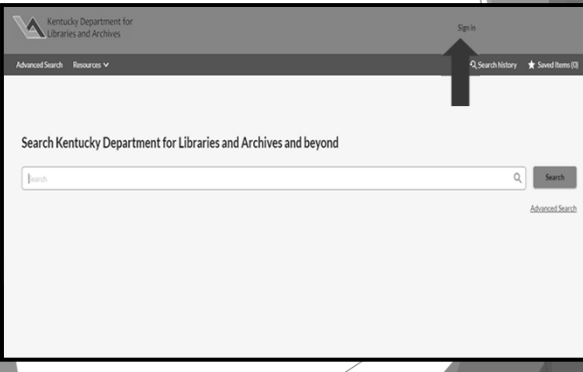 Kentucky Department for
Libraries and Archives
Sign in
Advanced Search Resources
Search history Saved Items (0)
Search Kentucky Department for Libraries and Archives and beyond
Search
Search
Advanced Search